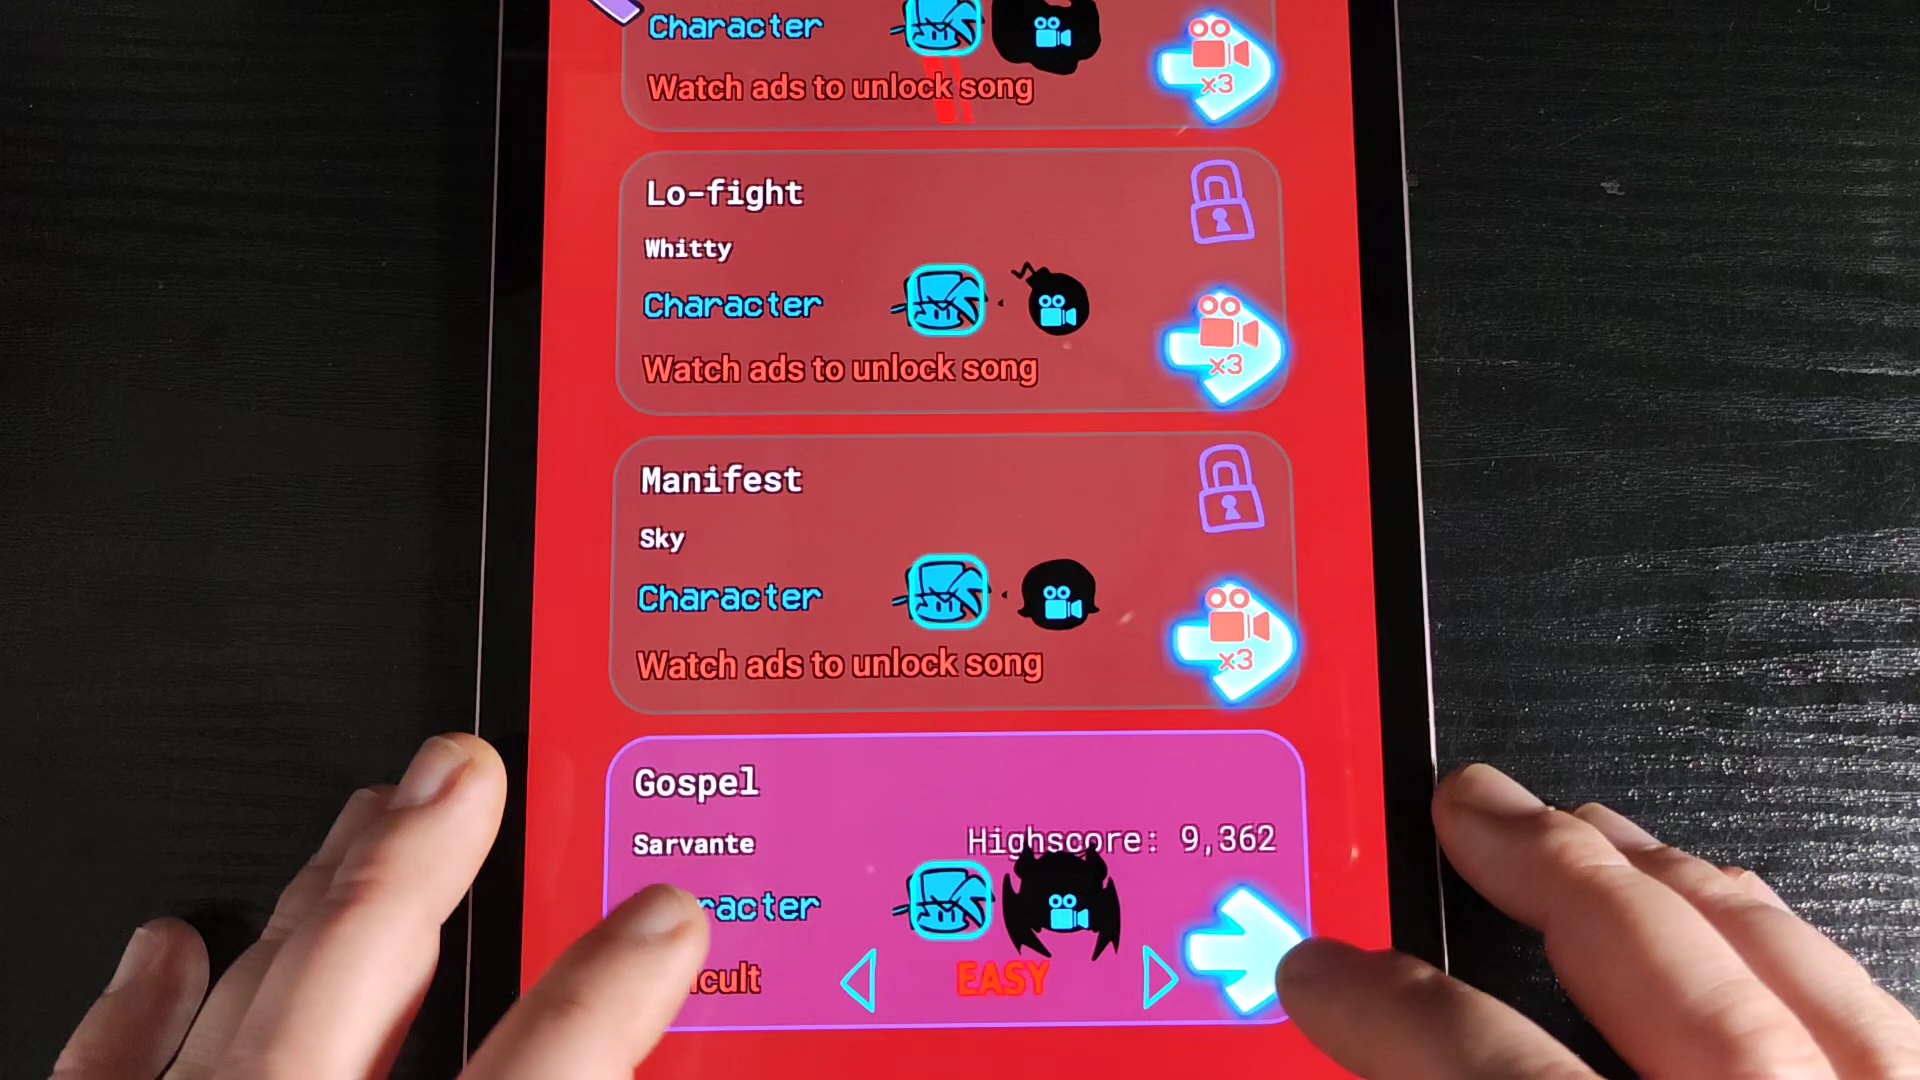 Character
x3
Watch ads to unlock song
Lo-fight
Whitty
Character
x3
Watch ads to unlock song
Manifest
Sky
Character
x3
Watch ads to unlock song
Gospel
Sarvante
Highscore: 9,362
racter
icult
EASY